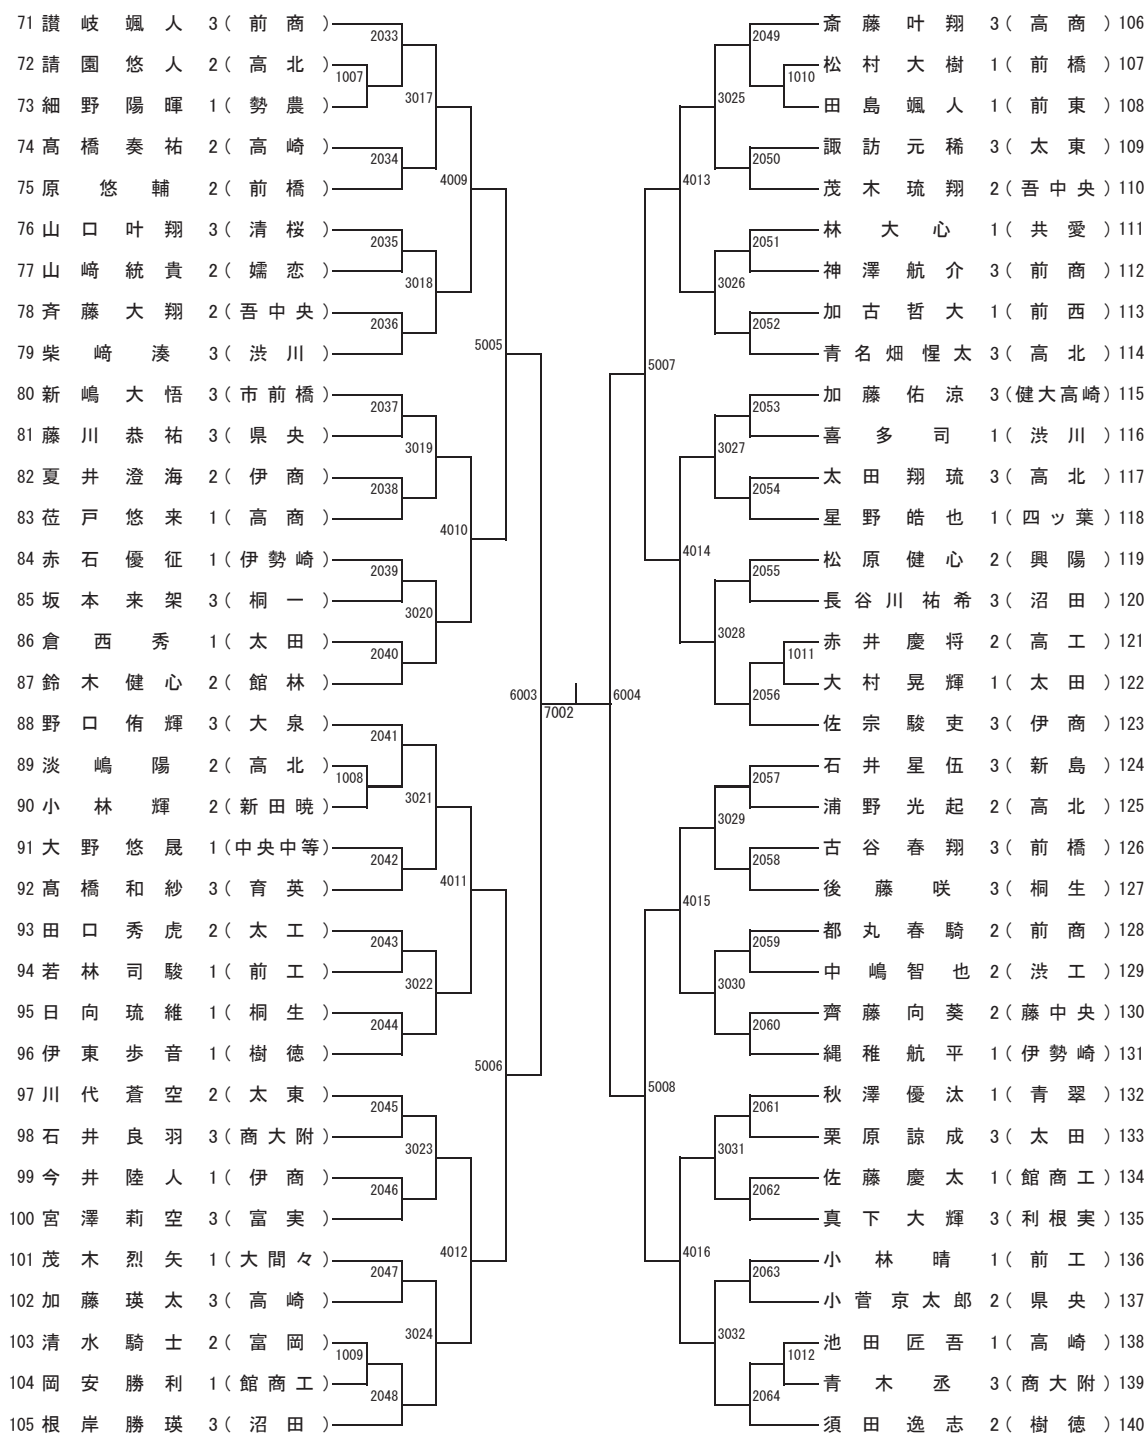 71 讃岐颯人 3(前商)
72 請園悠人 2(高北)
73 細野陽暉 1(勢農)
74 髙橋奏祐 2(高崎)
75 原悠輔 2(前橋)
76 山口叶翔 3(清桜)
77 山﨑統貴 2(嬬恋)
78 斉藤大翔 2(吾中央)
79 柴﨑湊 3(渋川)
80 新嶋大悟 3(市前橋)
81 藤川恭祐 3(県央)
82 夏井澄海 2(伊商)
83 莅戸悠来 1(高商)
84 赤石優征 1(伊勢崎)
85 坂本来架 3(桐一)
86 倉西秀 1(太田)
87 鈴木健心 2(館林)
88 野口侑輝 3(大泉)
89 淡嶋陽 2(高北)
90 小林輝 2(新田暁)
91 大野悠晟 1(中央中等)
92 髙橋和紗 3(育英)
93 田口秀虎 2(太工)
94 若林司駿 1(前工)
95 日向琉維 1(桐生)
96 伊東歩音 1(樹徳)
97 川代蒼空 2(太東)
98 石井良羽 3(商大附)
99 今井陸人 1(伊商)
100 宮澤莉空 3(富実)
101 茂木烈矢 1(大間々)
102 加藤瑛太 3(高崎)
103 清水騎士 2(富岡)
104 岡安勝利 1(館商工)
105 根岸勝瑛 3(沼田)
1007
1008
1009
2033
2034
2035
2036
2037
2038
2039
2040
2041
2042
2043
2044
2045
2046
2047
2048
3017
3018
3019
3020
3021
3022
3023
3024
4009
4010
4011
4012
5005
5006
6003
7002
6004
5007
5008
4013
4014
4015
4016
3025
3026
3027
3028
3029
3030
3031
3032
2049
2050
2051
2052
2053
2054
2055
2056
2057
2058
2059
2060
2061
2062
2063
2064
1010
1011
1012
斎藤叶翔 3(高商) 106
松村大樹 1(前橋) 107
田島颯人 1(前東) 108
諏訪元稀 3(太東) 109
茂木琉翔 2(吾中央) 110
林大心 1(共愛) 111
神澤航介 3(前商) 112
加古哲大 1(前西) 113
青名畑惺太 3(高北) 114
加藤佑涼 3(健大高崎) 115
喜多司 1(渋川) 116
太田翔琉 3(高北) 117
星野皓也 1(四ッ葉) 118
松原健心 2(興陽) 119
長谷川祐希 3(沼田) 120
赤井慶将 2(高工) 121
大村晃輝 1(太田) 122
佐宗駿吏 3(伊商) 123
石井星伍 3(新島) 124
浦野光起 2(高北) 125
古谷春翔 3(前橋) 126
後藤咲 3(桐生) 127
都丸春騎 2(前商) 128
中嶋智也 2(渋工) 129
齊藤向葵 2(藤中央) 130
縄稚航平 1(伊勢崎) 131
秋澤優汰 1(青翠) 132
栗原諒成 3(太田) 133
佐藤慶太 1(館商工) 134
真下大輝 3(利根実) 135
小林晴 1(前工) 136
小菅京太郎 2(県央) 137
池田匠吾 1(高崎) 138
青木丞 3(商大附) 139
須田逸志 2(樹徳) 140